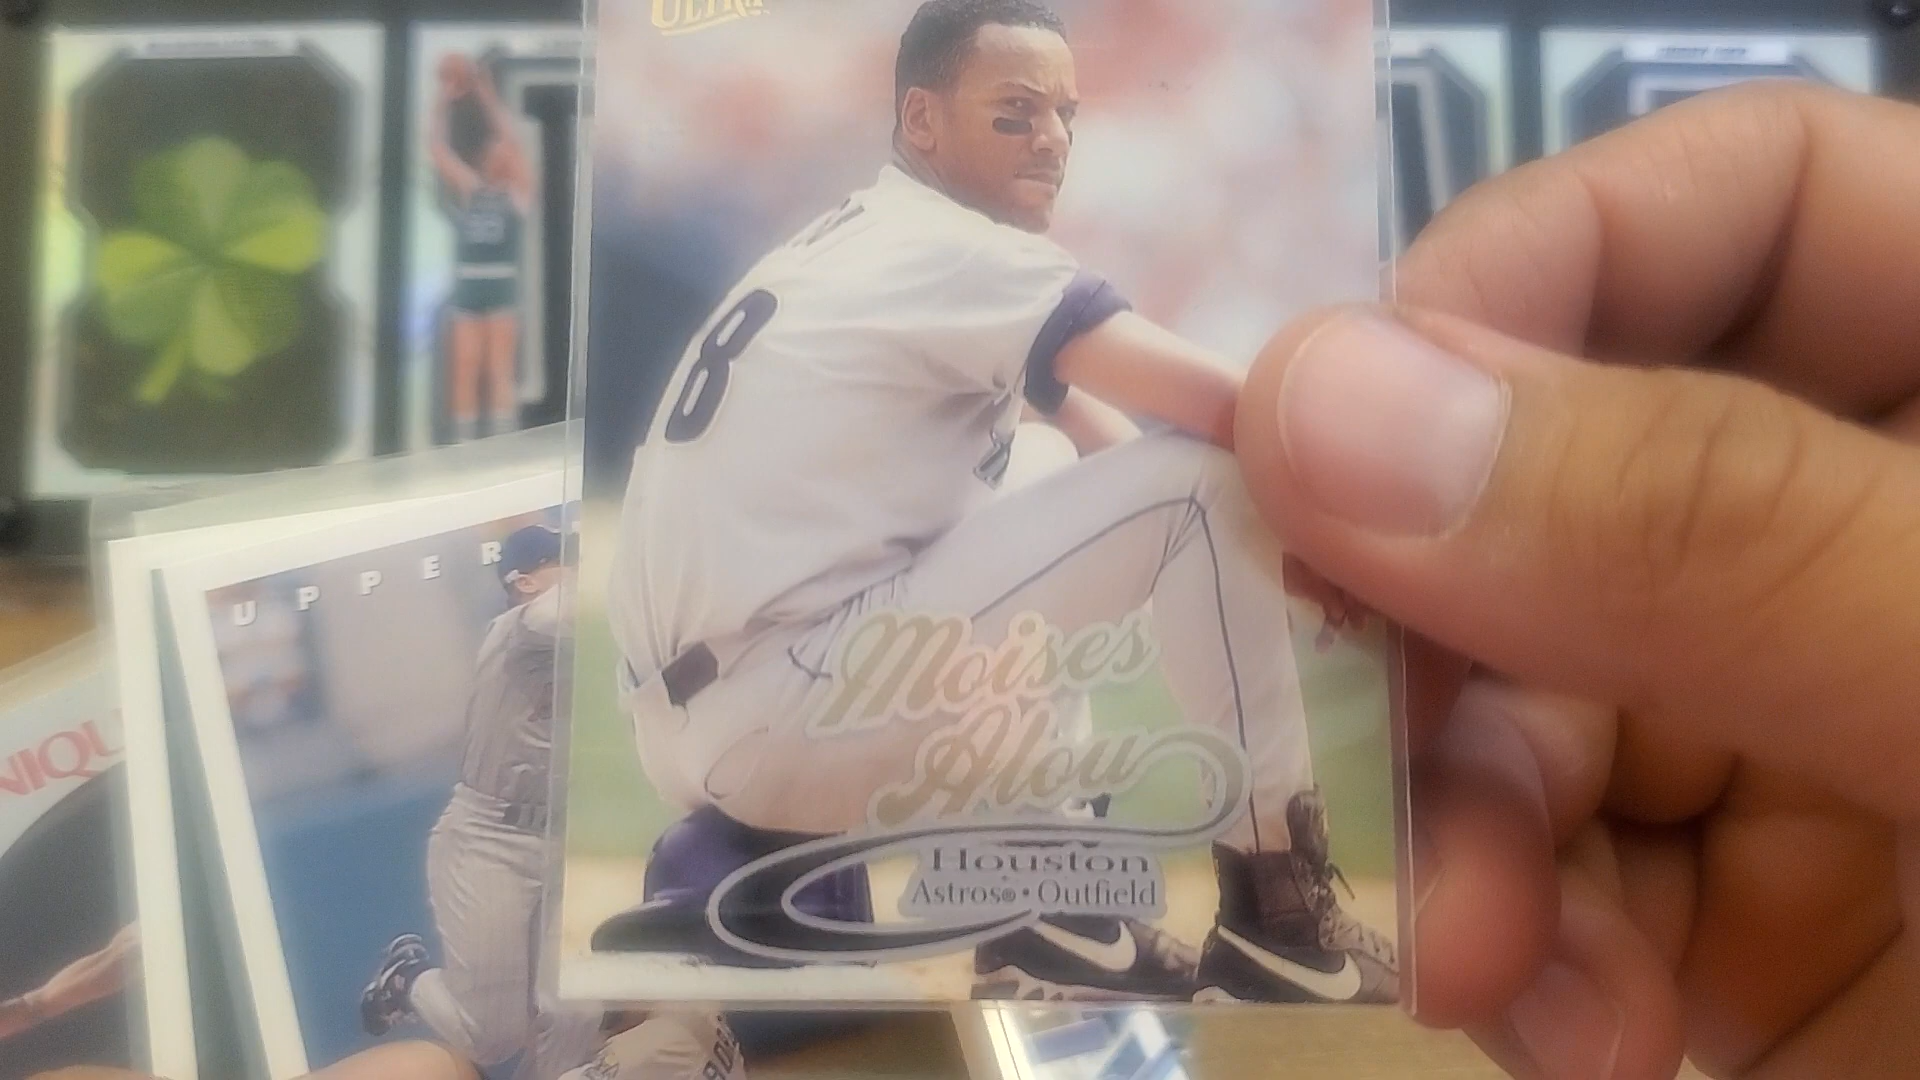 ULTRA
8
Moises
Alou
Houston
Astros® • Outfield
UPPER
NIQU